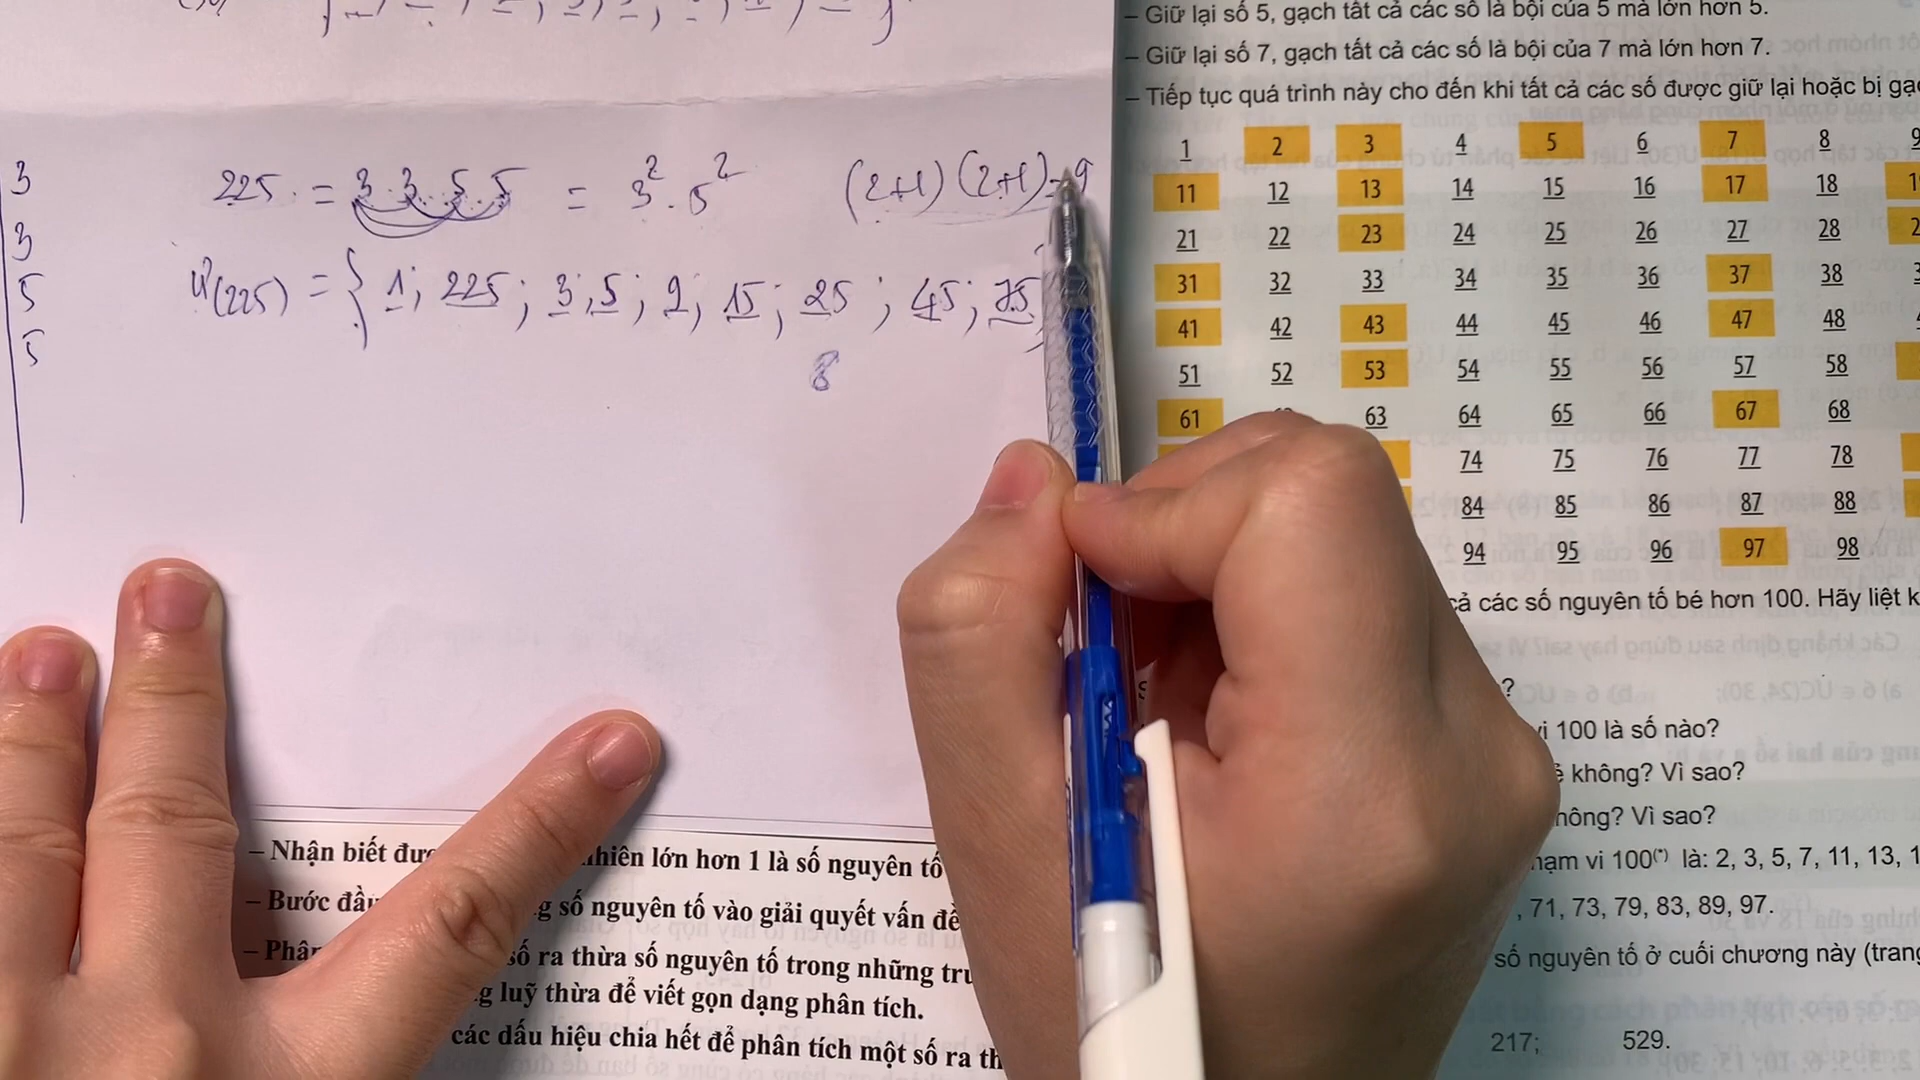 3
3
5
5
225 = 3.3.5.5 = 3² . 5²
(2+1)(2+1)=9
Ư(225) = { 1; 225; 3; 5; 9; 15; 25; 45; 75
8
– Nhận biết đượ
hiên lớn hơn 1 là số nguyên tố
– Bước đầ
g số nguyên tố vào giải quyết vấn đề
– Phâ
số ra thừa số nguyên tố trong những trư
g luỹ thừa để viết gọn dạng phân tích.
các dấu hiệu chia hết để phân tích một số ra th
– Giữ lại số 5, gạch tất cả các số là bội của 5 mà lớn hơn 5.
– Giữ lại số 7, gạch tất cả các số là bội của 7 mà lớn hơn 7.
– Tiếp tục quá trình này cho đến khi tất cả các số được giữ lại hoặc bị gạ
1 2 3 4 5 6 7 8 9
11 12 13 14 15 16 17 18 1
21 22 23 24 25 26 27 28 2
31 32 33 34 35 36 37 38 3
41 42 43 44 45 46 47 48 4
51 52 53 54 55 56 57 58
61 63 64 65 66 67 68
74 75 76 77 78
84 85 86 87 88
94 95 96 97 98
cả các số nguyên tố bé hơn 100. Hãy liệt k
?
vi 100 là số nào?
không? Vì sao?
hông? Vì sao?
hạm vi 100(*) là: 2, 3, 5, 7, 11, 13, 1
, 71, 73, 79, 83, 89, 97.
số nguyên tố ở cuối chương này (trang
217; 529.